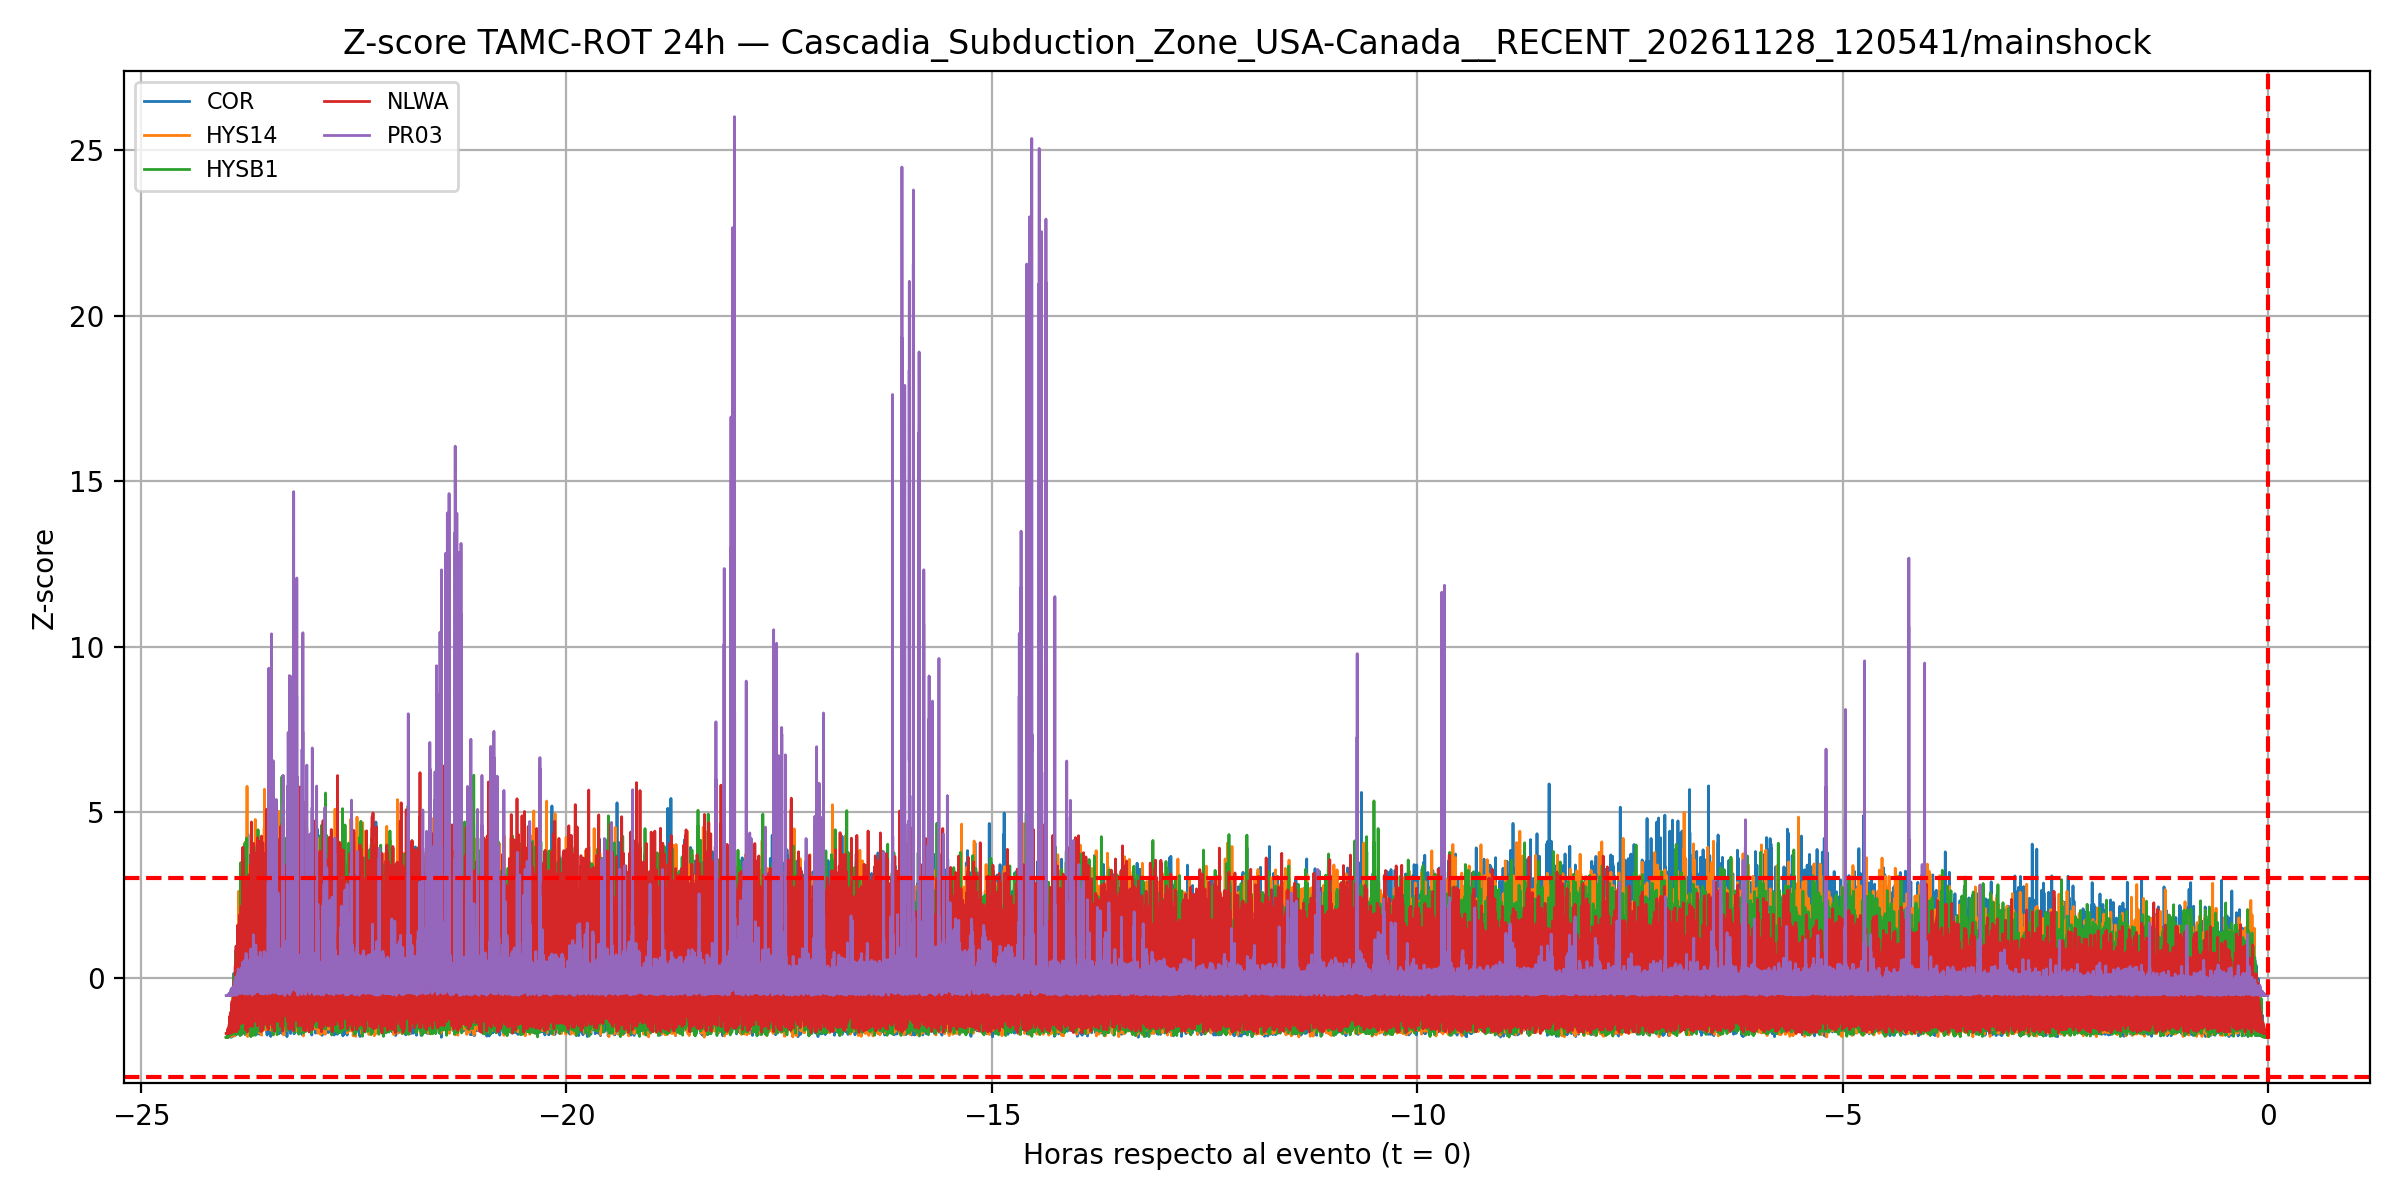 Z-score TAMC-ROT 24h — Cascadia_Subduction_Zone_USA-Canada__RECENT_20261128_120541/mainshock
COR
HYS14
HYSB1
NLWA
PR03
25
20
15
10
5
0
Z-score
−25
−20
−15
−10
−5
0
Horas respecto al evento (t = 0)